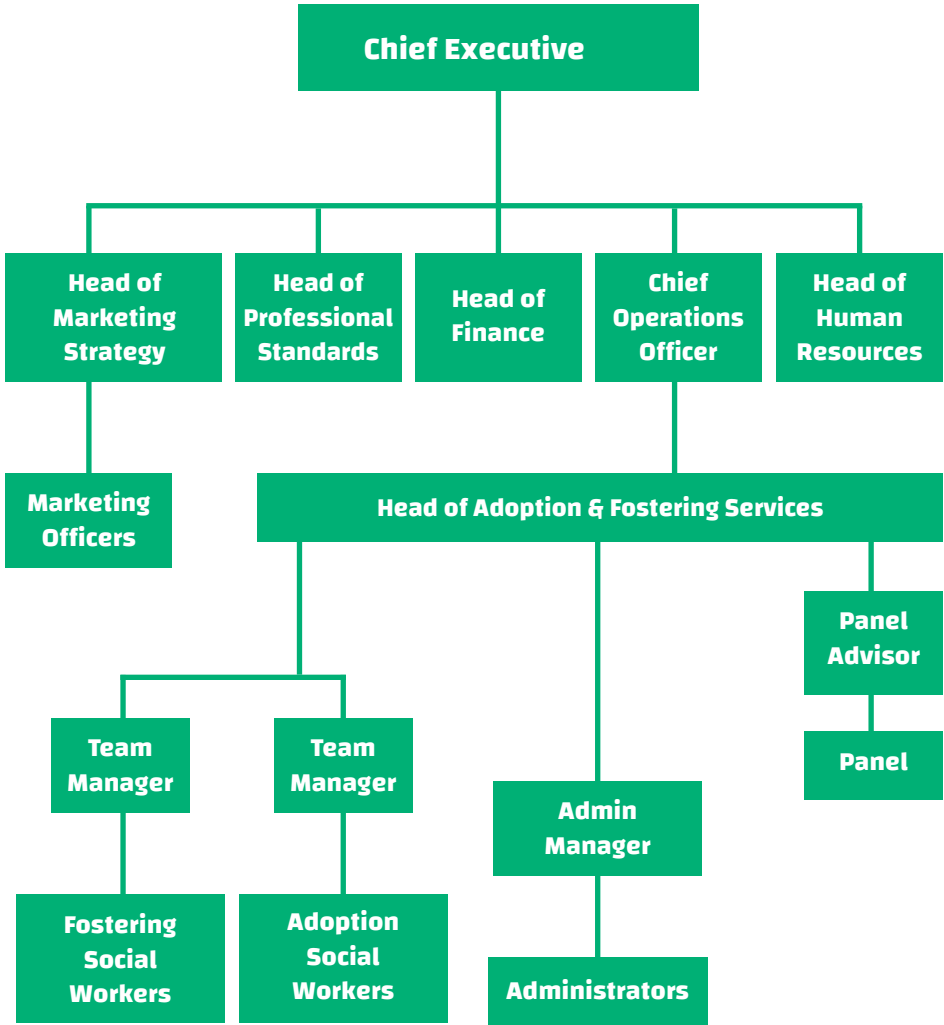 Chief Executive
Head of
Marketing
Strategy
Head of
Professional
Standards
Head of
Finance
Chief
Operations
Officer
Head of
Human
Resources
Marketing
Officers
Head of Adoption & Fostering Services
Panel
Advisor
Panel
Team
Manager
Team
Manager
Admin
Manager
Fostering
Social
Workers
Adoption
Social
Workers
Administrators